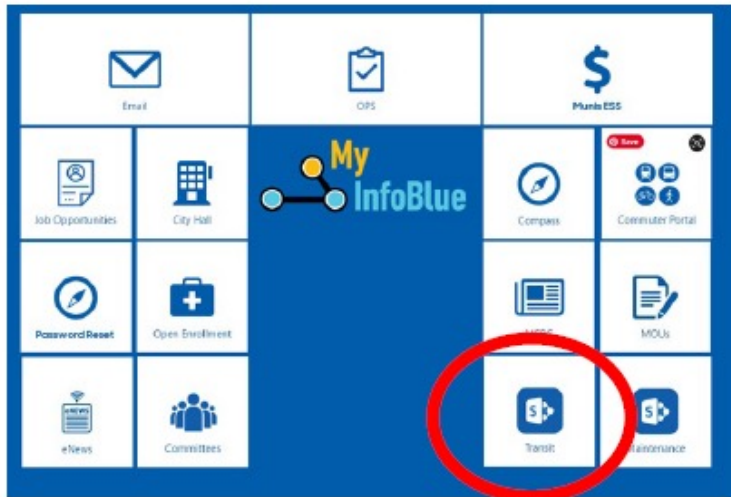 Email
OPS
Munis ESS
Job Opportunities
City Hall
My
InfoBlue
Compass
Save
Commuter Portal
Password Reset
Open Enrollment
MOUs
eNEWS
eNews
Committees
S
Transit
S
Maintenance